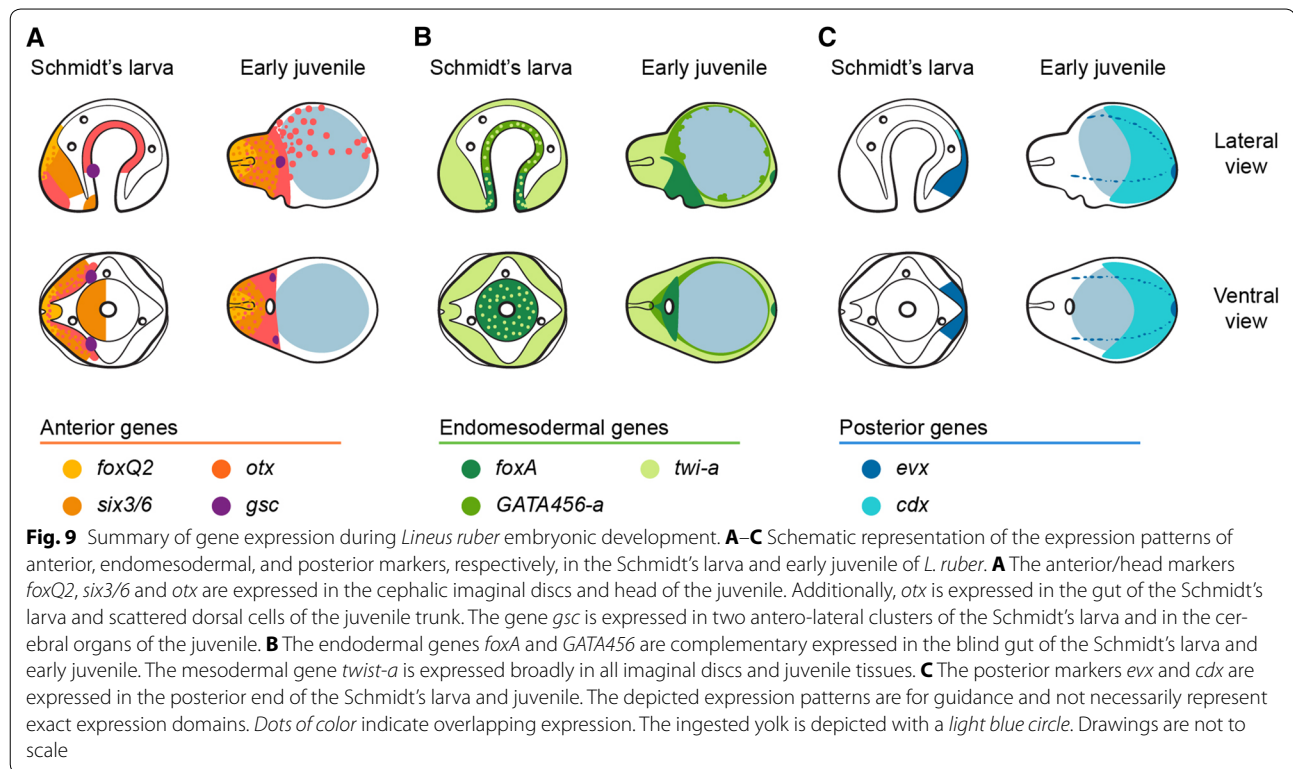 A
B
C
Schmidt's larva
Early juvenile
Schmidt's larva
Early juvenile
Schmidt's larva
Early juvenile
Lateral
view
Ventral
view
Anterior genes
foxQ2
otx
six3/6
gsc
Endomesodermal genes
foxA
twi-a
GATA456-a
Posterior genes
evx
cdx
Fig. 9 Summary of gene expression during Lineus ruber embryonic development. A–C Schematic representation of the expression patterns of
anterior, endomesodermal, and posterior markers, respectively, in the Schmidt's larva and early juvenile of L. ruber. A The anterior/head markers
foxQ2, six3/6 and otx are expressed in the cephalic imaginal discs and head of the juvenile. Additionally, otx is expressed in the gut of the Schmidt's
larva and scattered dorsal cells of the juvenile trunk. The gene gsc is expressed in two antero-lateral clusters of the Schmidt's larva and in the cer-
ebral organs of the juvenile. B The endodermal genes foxA and GATA456 are complementary expressed in the blind gut of the Schmidt's larva and
early juvenile. The mesodermal gene twist-a is expressed broadly in all imaginal discs and juvenile tissues. C The posterior markers evx and cdx are
expressed in the posterior end of the Schmidt's larva and juvenile. The depicted expression patterns are for guidance and not necessarily represent
exact expression domains. Dots of color indicate overlapping expression. The ingested yolk is depicted with a light blue circle. Drawings are not to
scale